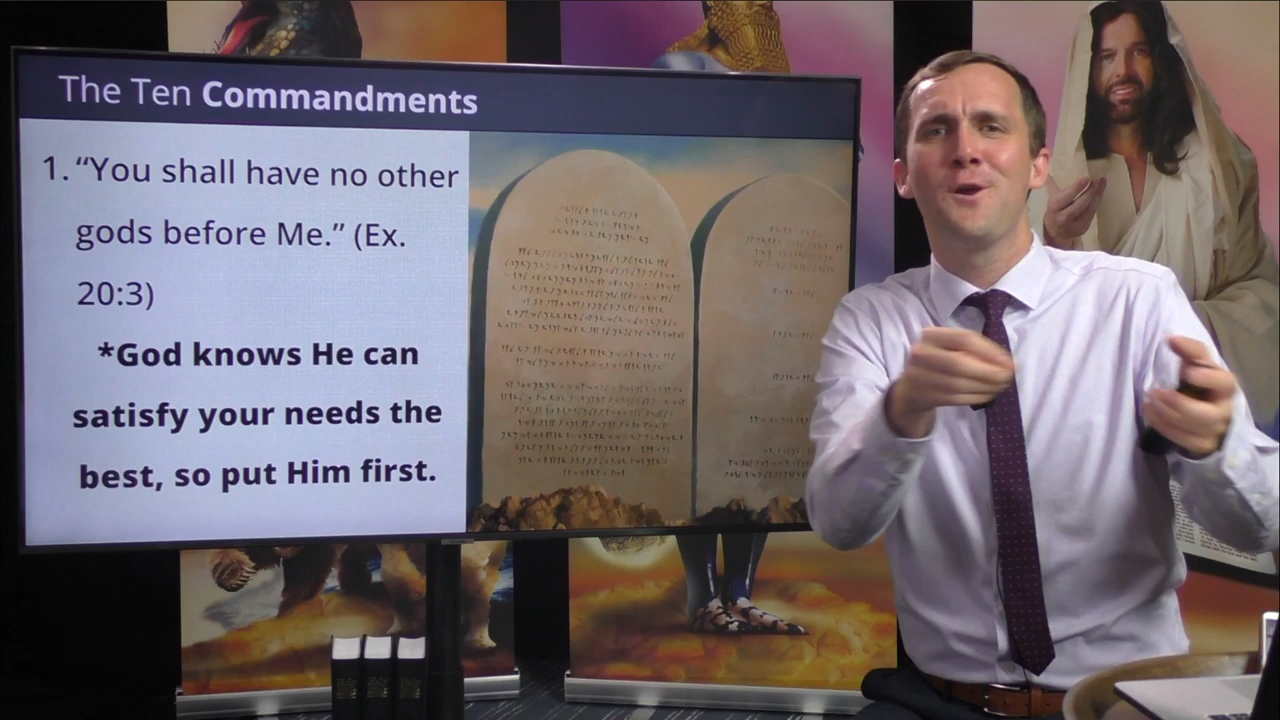 The Ten Commandments
1. “You shall have no other
gods before Me.” (Ex.
20:3)
*God knows He can
satisfy your needs the
best, so put Him first.